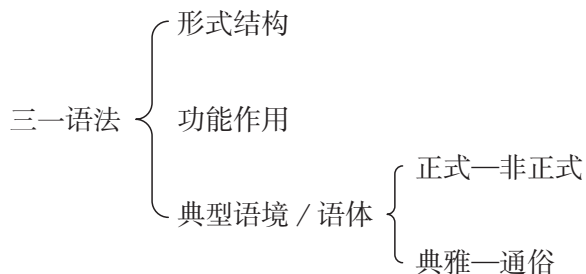 形式结构
三一语法
功能作用
典型语境 / 语体
正式—非正式
典雅—通俗